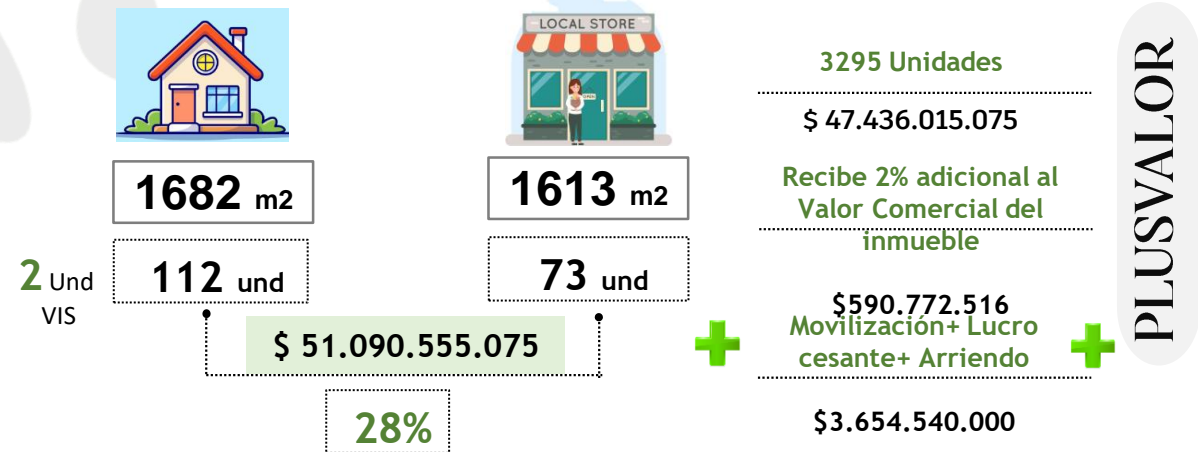 LOCAL STORE
OPEN
1682 m2
1613 m2
2 Und
VIS
112 und
73 und
$ 51.090.555.075
28%
3295 Unidades
$ 47.436.015.075
Recibe 2% adicional al
Valor Comercial del
inmueble
$590.772.516
Movilización+ Lucro
cesante+ Arriendo
$3.654.540.000
PLUSVALOR